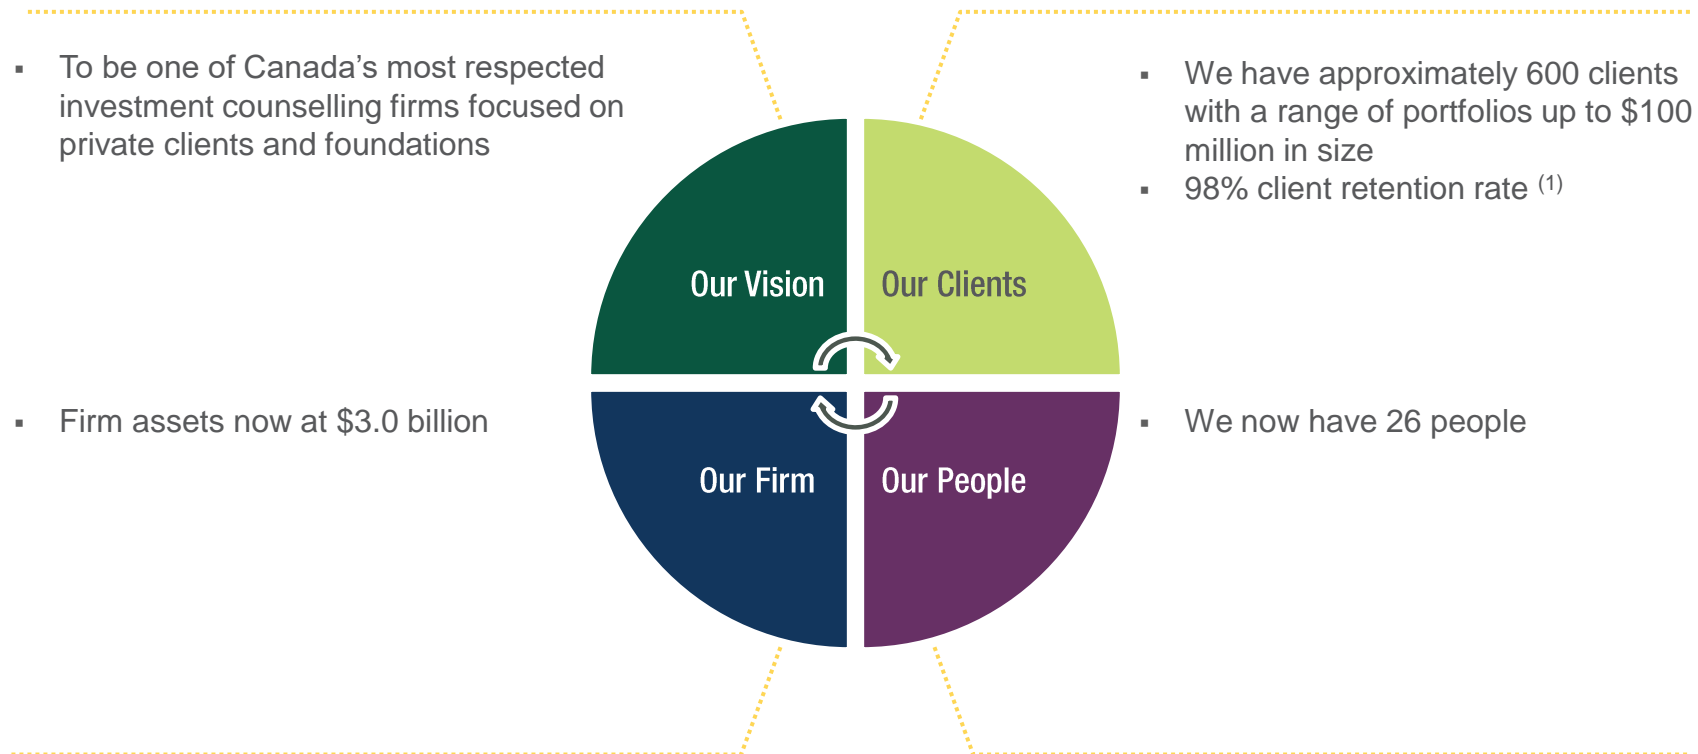 ▪ To be one of Canada’s most respected
investment counselling firms focused on
private clients and foundations
▪ We have approximately 600 clients
with a range of portfolios up to $100
million in size
▪ 98% client retention rate (1)
Our Vision
Our Clients
▪ Firm assets now at $3.0 billion
▪ We now have 26 people
Our Firm
Our People